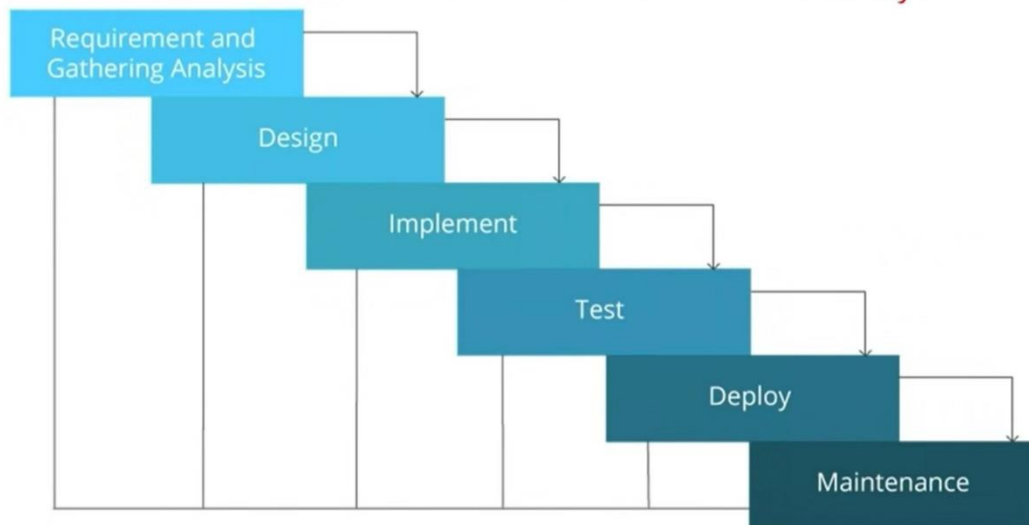 Requirement and
Gathering Analysis
Design
Implement
Test
Deploy
Maintenance